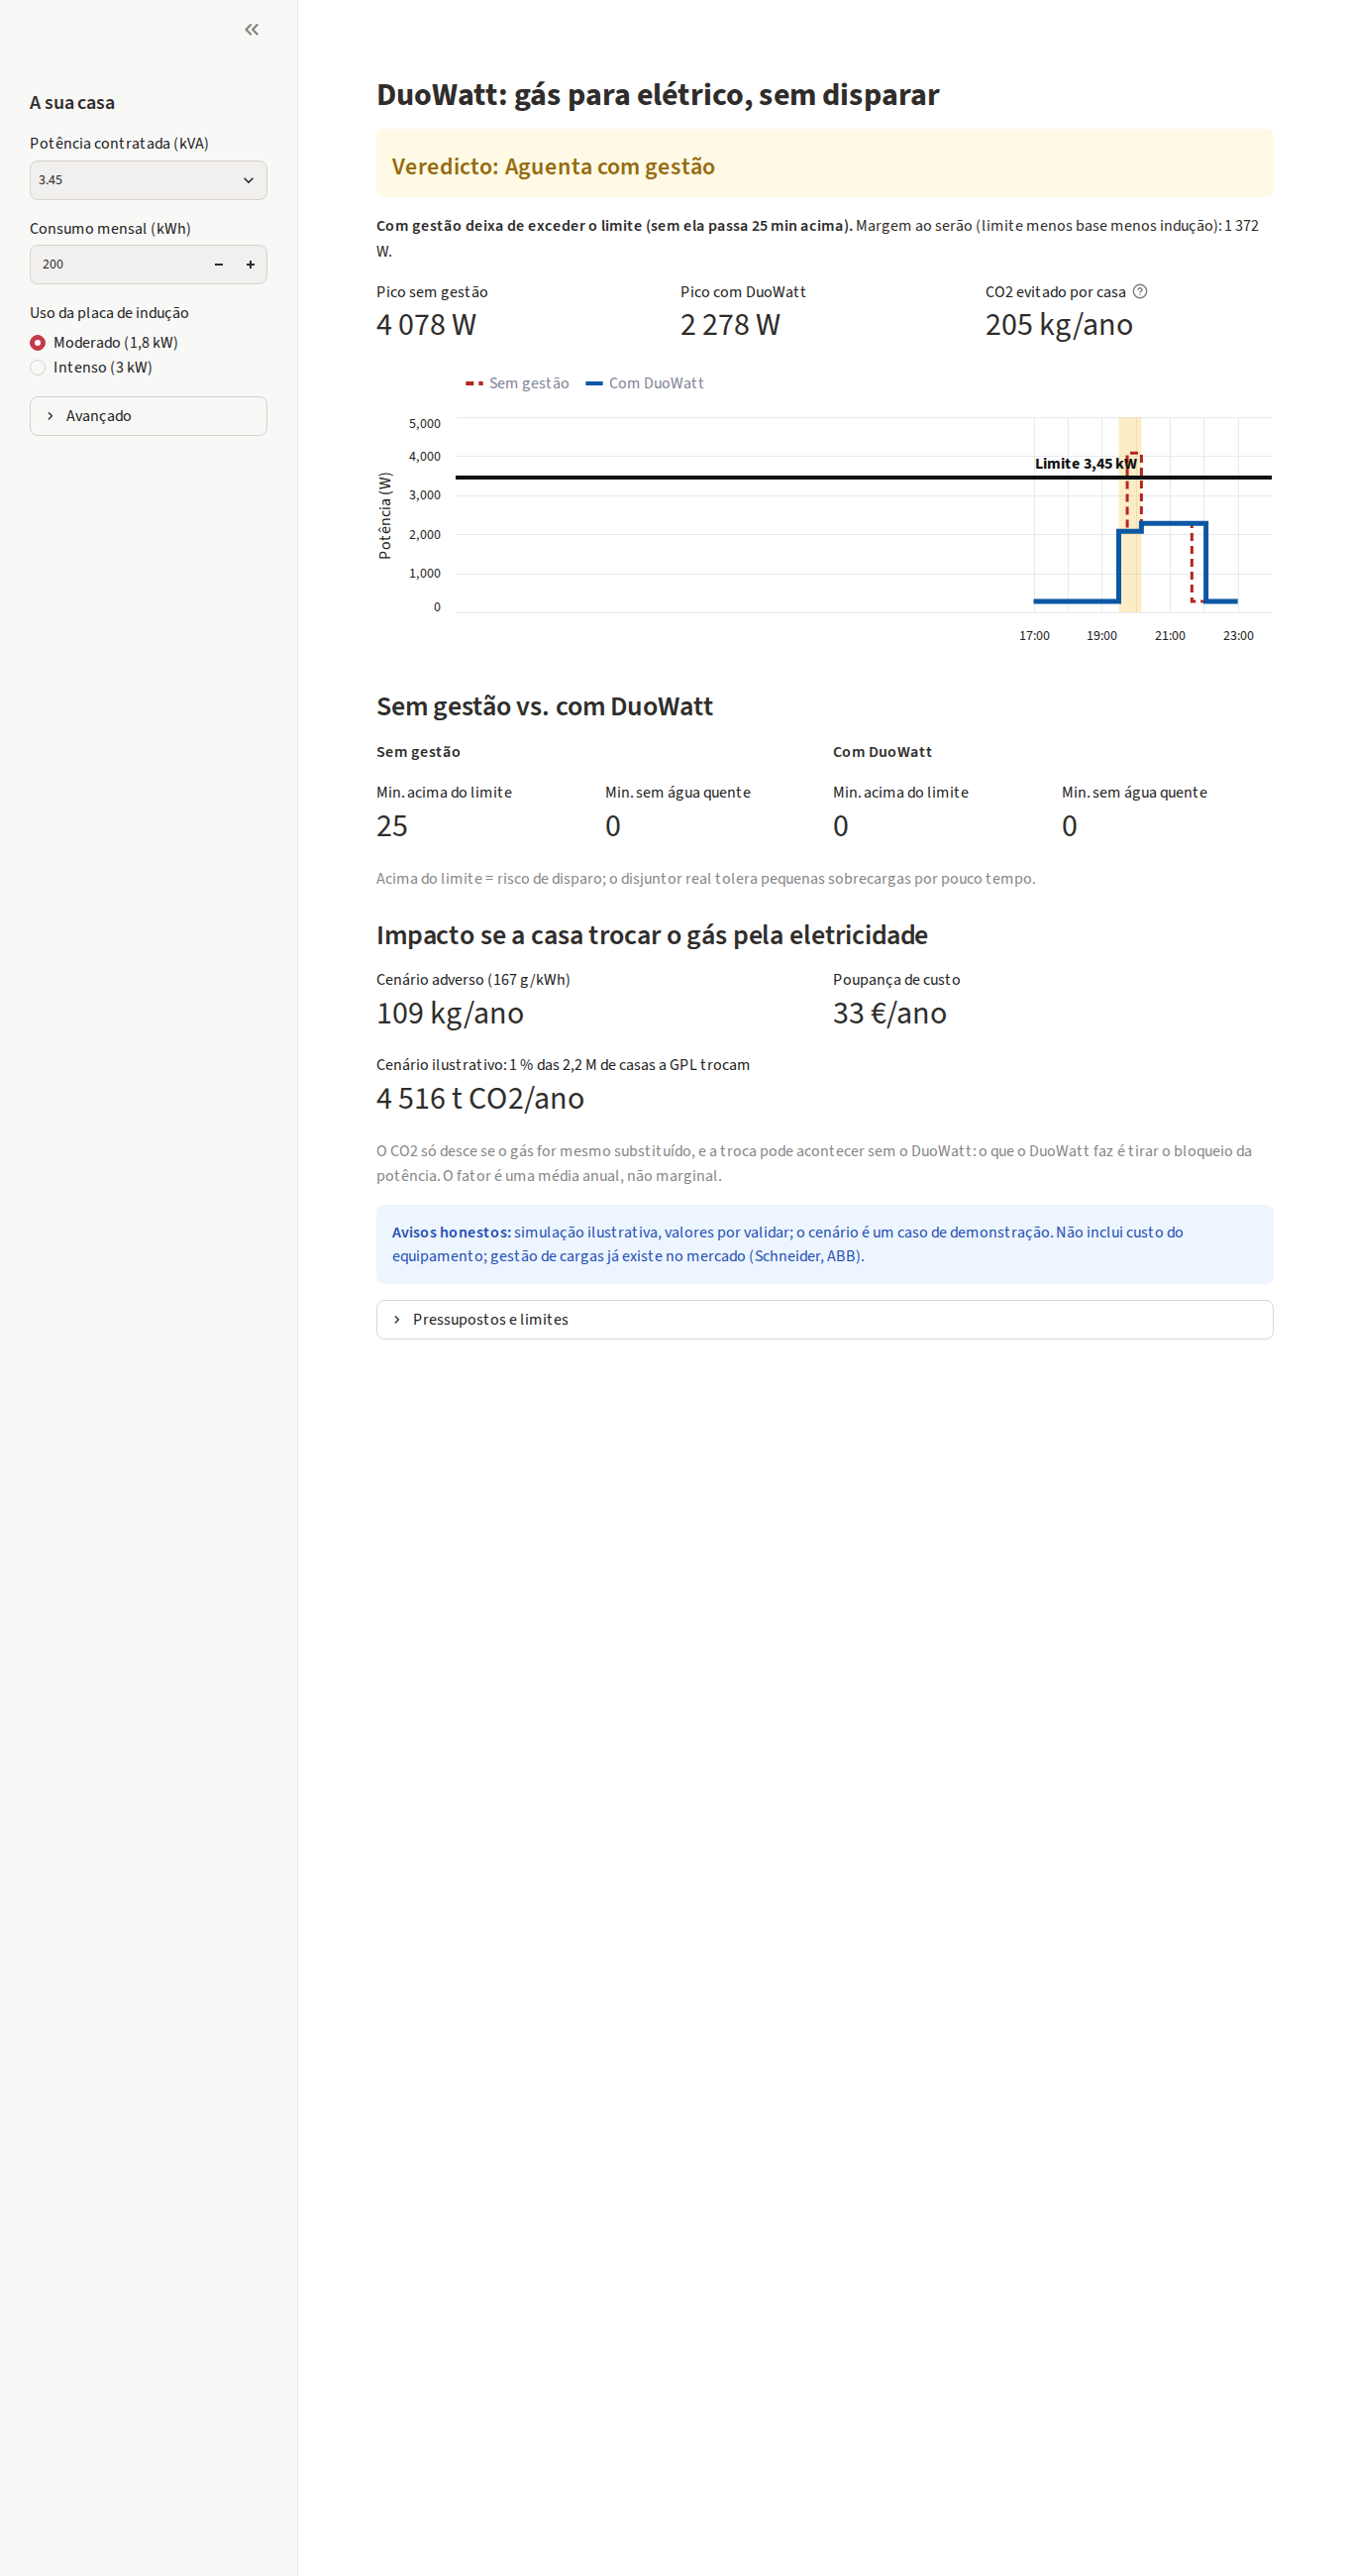 A sua casa
Potência contratada (kVA)
3.45
Consumo mensal (kWh)
200
Uso da placa de indução
Moderado (1,8 kW)
Intenso (3 kW)
Avançado
DuoWatt: gás para elétrico, sem disparar
Veredicto: Aguenta com gestão
Com gestão deixa de exceder o limite (sem ela passa 25 min acima). Margem ao serão (limite menos base menos indução): 1 372
W.
Pico sem gestão
4 078 W
Pico com DuoWatt
2 278 W
CO2 evitado por casa
205 kg/ano
Sem gestão
Com DuoWatt
Potência (W)
5,000
4,000
3,000
2,000
1,000
0
Limite 3,45 kW
17:00
19:00
21:00
23:00
Sem gestão vs. com DuoWatt
Sem gestão
Com DuoWatt
Min. acima do limite
25
Min. sem água quente
0
Min. acima do limite
0
Min. sem água quente
0
Acima do limite = risco de disparo; o disjuntor real tolera pequenas sobrecargas por pouco tempo.
Impacto se a casa trocar o gás pela eletricidade
Cenário adverso (167 g/kWh)
109 kg/ano
Poupança de custo
33 €/ano
Cenário ilustrativo: 1 % das 2,2 M de casas a GPL trocam
4 516 t CO2/ano
O CO2 só desce se o gás for mesmo substituído, e a troca pode acontecer sem o DuoWatt: o que o DuoWatt faz é tirar o bloqueio da
potência. O fator é uma média anual, não marginal.
Avisos honestos: simulação ilustrativa, valores por validar; o cenário é um caso de demonstração. Não inclui custo do
equipamento; gestão de cargas já existe no mercado (Schneider, ABB).
Pressupostos e limites